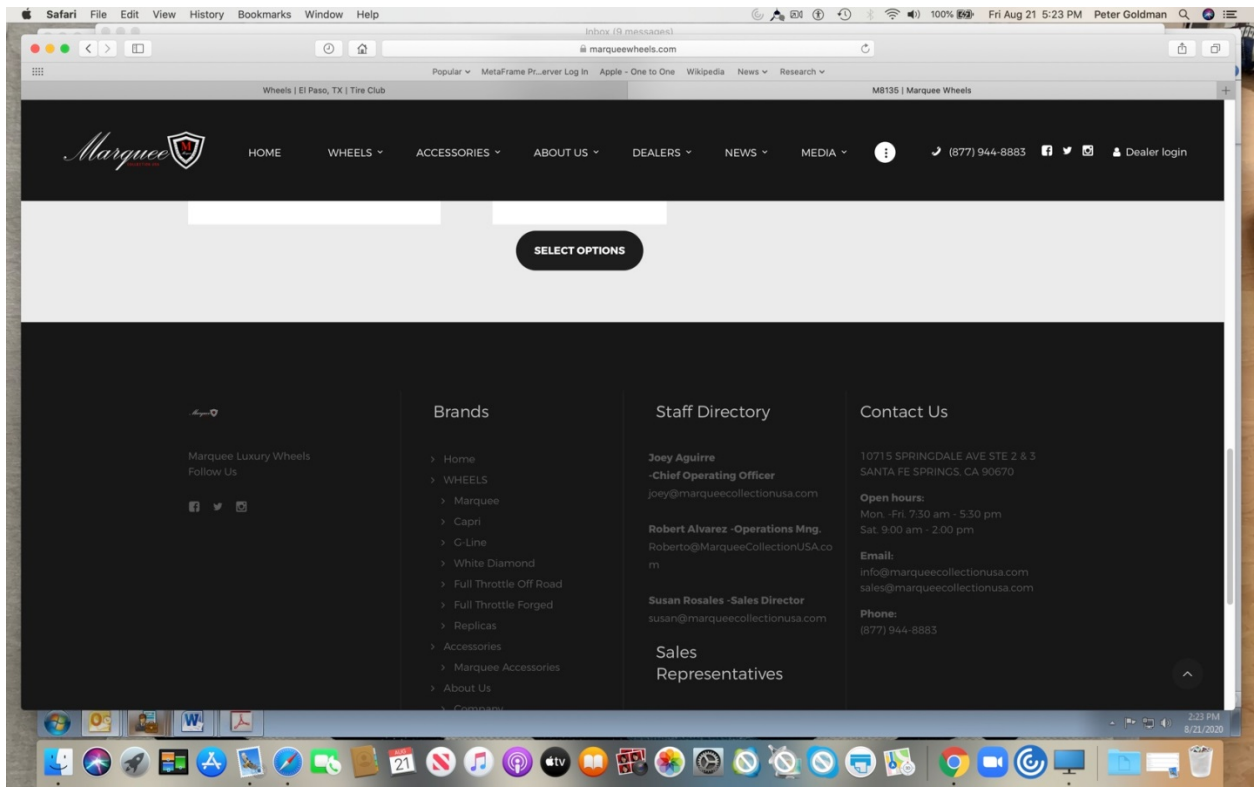 Safari File Edit View History Bookmarks Window Help
100% Fri Aug 21 5:23 PM Peter Goldman
Inbox (9 messages)
marqueewheels.com
Popular MetaFrame Pr...erver Log In Apple - One to One Wikipedia News Research
Wheels | El Paso, TX | Tire Club
M8135 | Marquee Wheels
Marquee
HOME WHEELS ACCESSORIES ABOUT US DEALERS NEWS MEDIA (877) 944-8883 Dealer login
SELECT OPTIONS
Marquee
Marquee Luxury Wheels
Follow Us
Brands
Home
WHEELS
Marquee
Capri
G-Line
White Diamond
Full Throttle Off Road
Full Throttle Forged
Replicas
Accessories
Marquee Accessories
About Us
Company
Staff Directory
Joey Aguirre
-Chief Operating Officer
joey@marqueecollectionusa.com
Robert Alvarez -Operations Mng.
Roberto@MarqueeCollectionUSA.co
m
Susan Rosales -Sales Director
susan@marqueecollectionusa.com
Sales
Representatives
Contact Us
10715 SPRINGDALE AVE STE 2 & 3
SANTA FE SPRINGS, CA 90670
Open hours:
Mon. -Fri. 7:30 am - 5:30 pm
Sat. 9:00 am - 2:00 pm
Email:
info@marqueecollectionusa.com
sales@marqueecollectionusa.com
Phone:
(877) 944-8883
2:23 PM
8/21/2020
AUG
21
tv